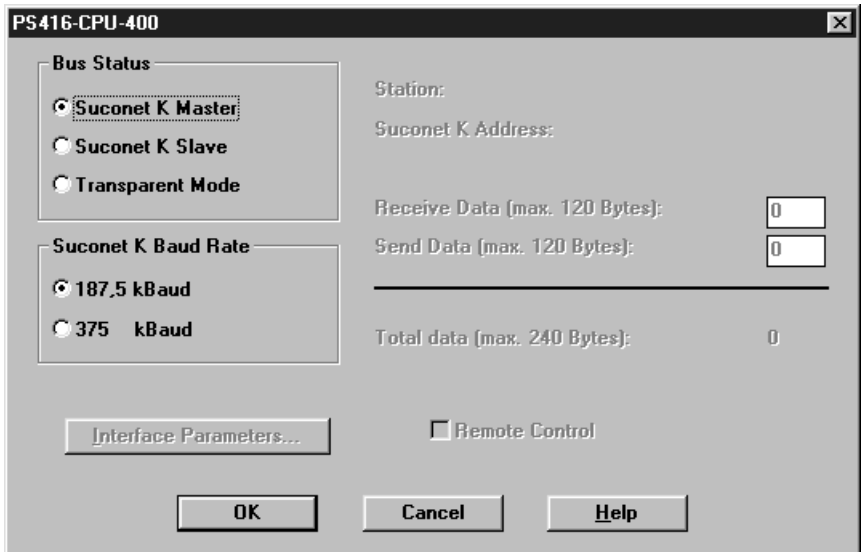 PS416-CPU-400
Bus Status
Suconet K Master
Suconet K Slave
Transparent Mode
Suconet K Baud Rate
187,5 kBaud
375 kBaud
Station:
Suconet K Address:
Receive Data (max. 120 Bytes): 0
Send Data (max. 120 Bytes): 0
Total data (max. 240 Bytes): 0
Interface Parameters...
Remote Control
OK
Cancel
Help